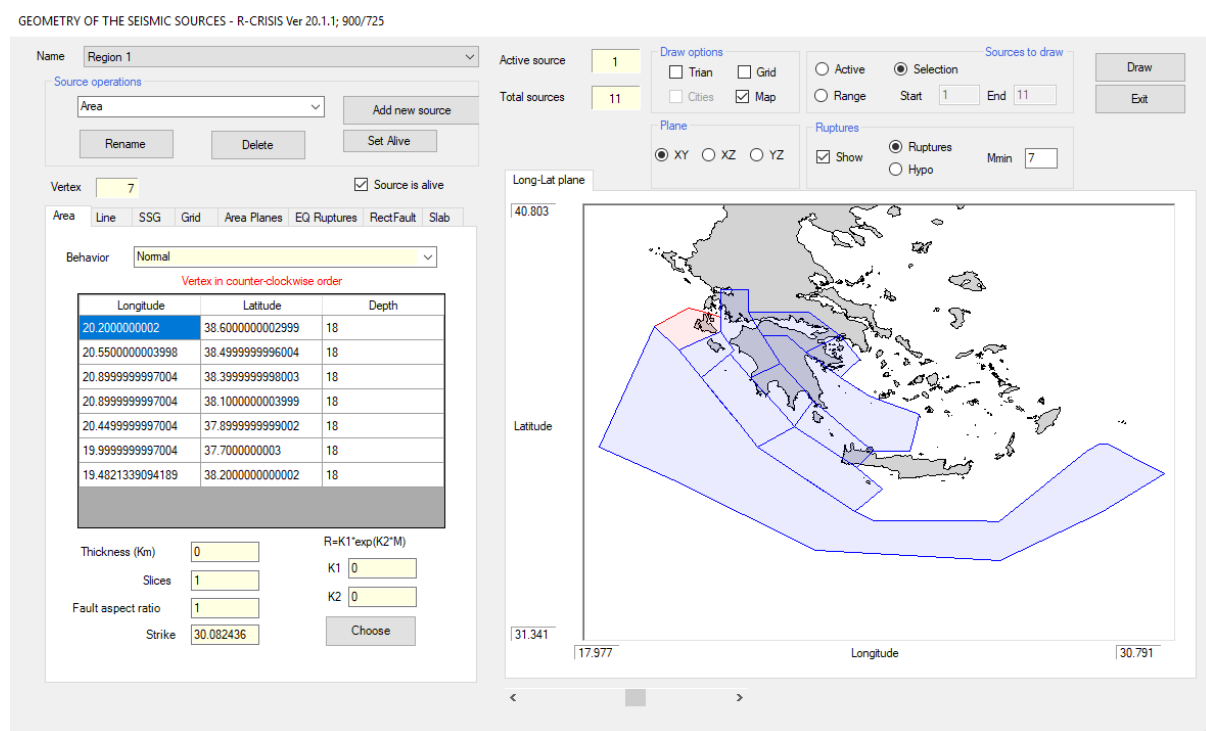 GEOMETRY OF THE SEISMIC SOURCES - R-CRISIS Ver 20.1.1; 900/725
Name Region 1
Source operations
Area
Add new source
Rename Delete Set Alive
Vertex 7 Source is alive
Area Line SSG Grid Area Planes EQ Ruptures RectFault Slab
Behavior Normal
Vertex in counter-clockwise order
Longitude Latitude Depth
20.2000000002 38.6000000002999 18
20.5500000003998 38.4999999996004 18
20.8999999997004 38.3999999998003 18
20.8999999997004 38.1000000003999 18
20.4499999997004 37.8999999999002 18
19.9999999997004 37.7000000003 18
19.4821339094189 38.2000000000002 18
Thickness (Km) 0
Slices 1
Fault aspect ratio 1
Strike 30.082436
R=K1*exp(K2*M)
K1 0
K2 0
Choose
Active source 1
Total sources 11
Draw options
Trian Grid
Cities Map
Sources to draw
Active Selection
Range Start 1 End 11
Draw
Exit
Plane
XY XZ YZ
Ruptures
Show Ruptures
Hypo
Mmin 7
Long-Lat plane
40.803
Latitude
31.341
17.977 Longitude 30.791
< >